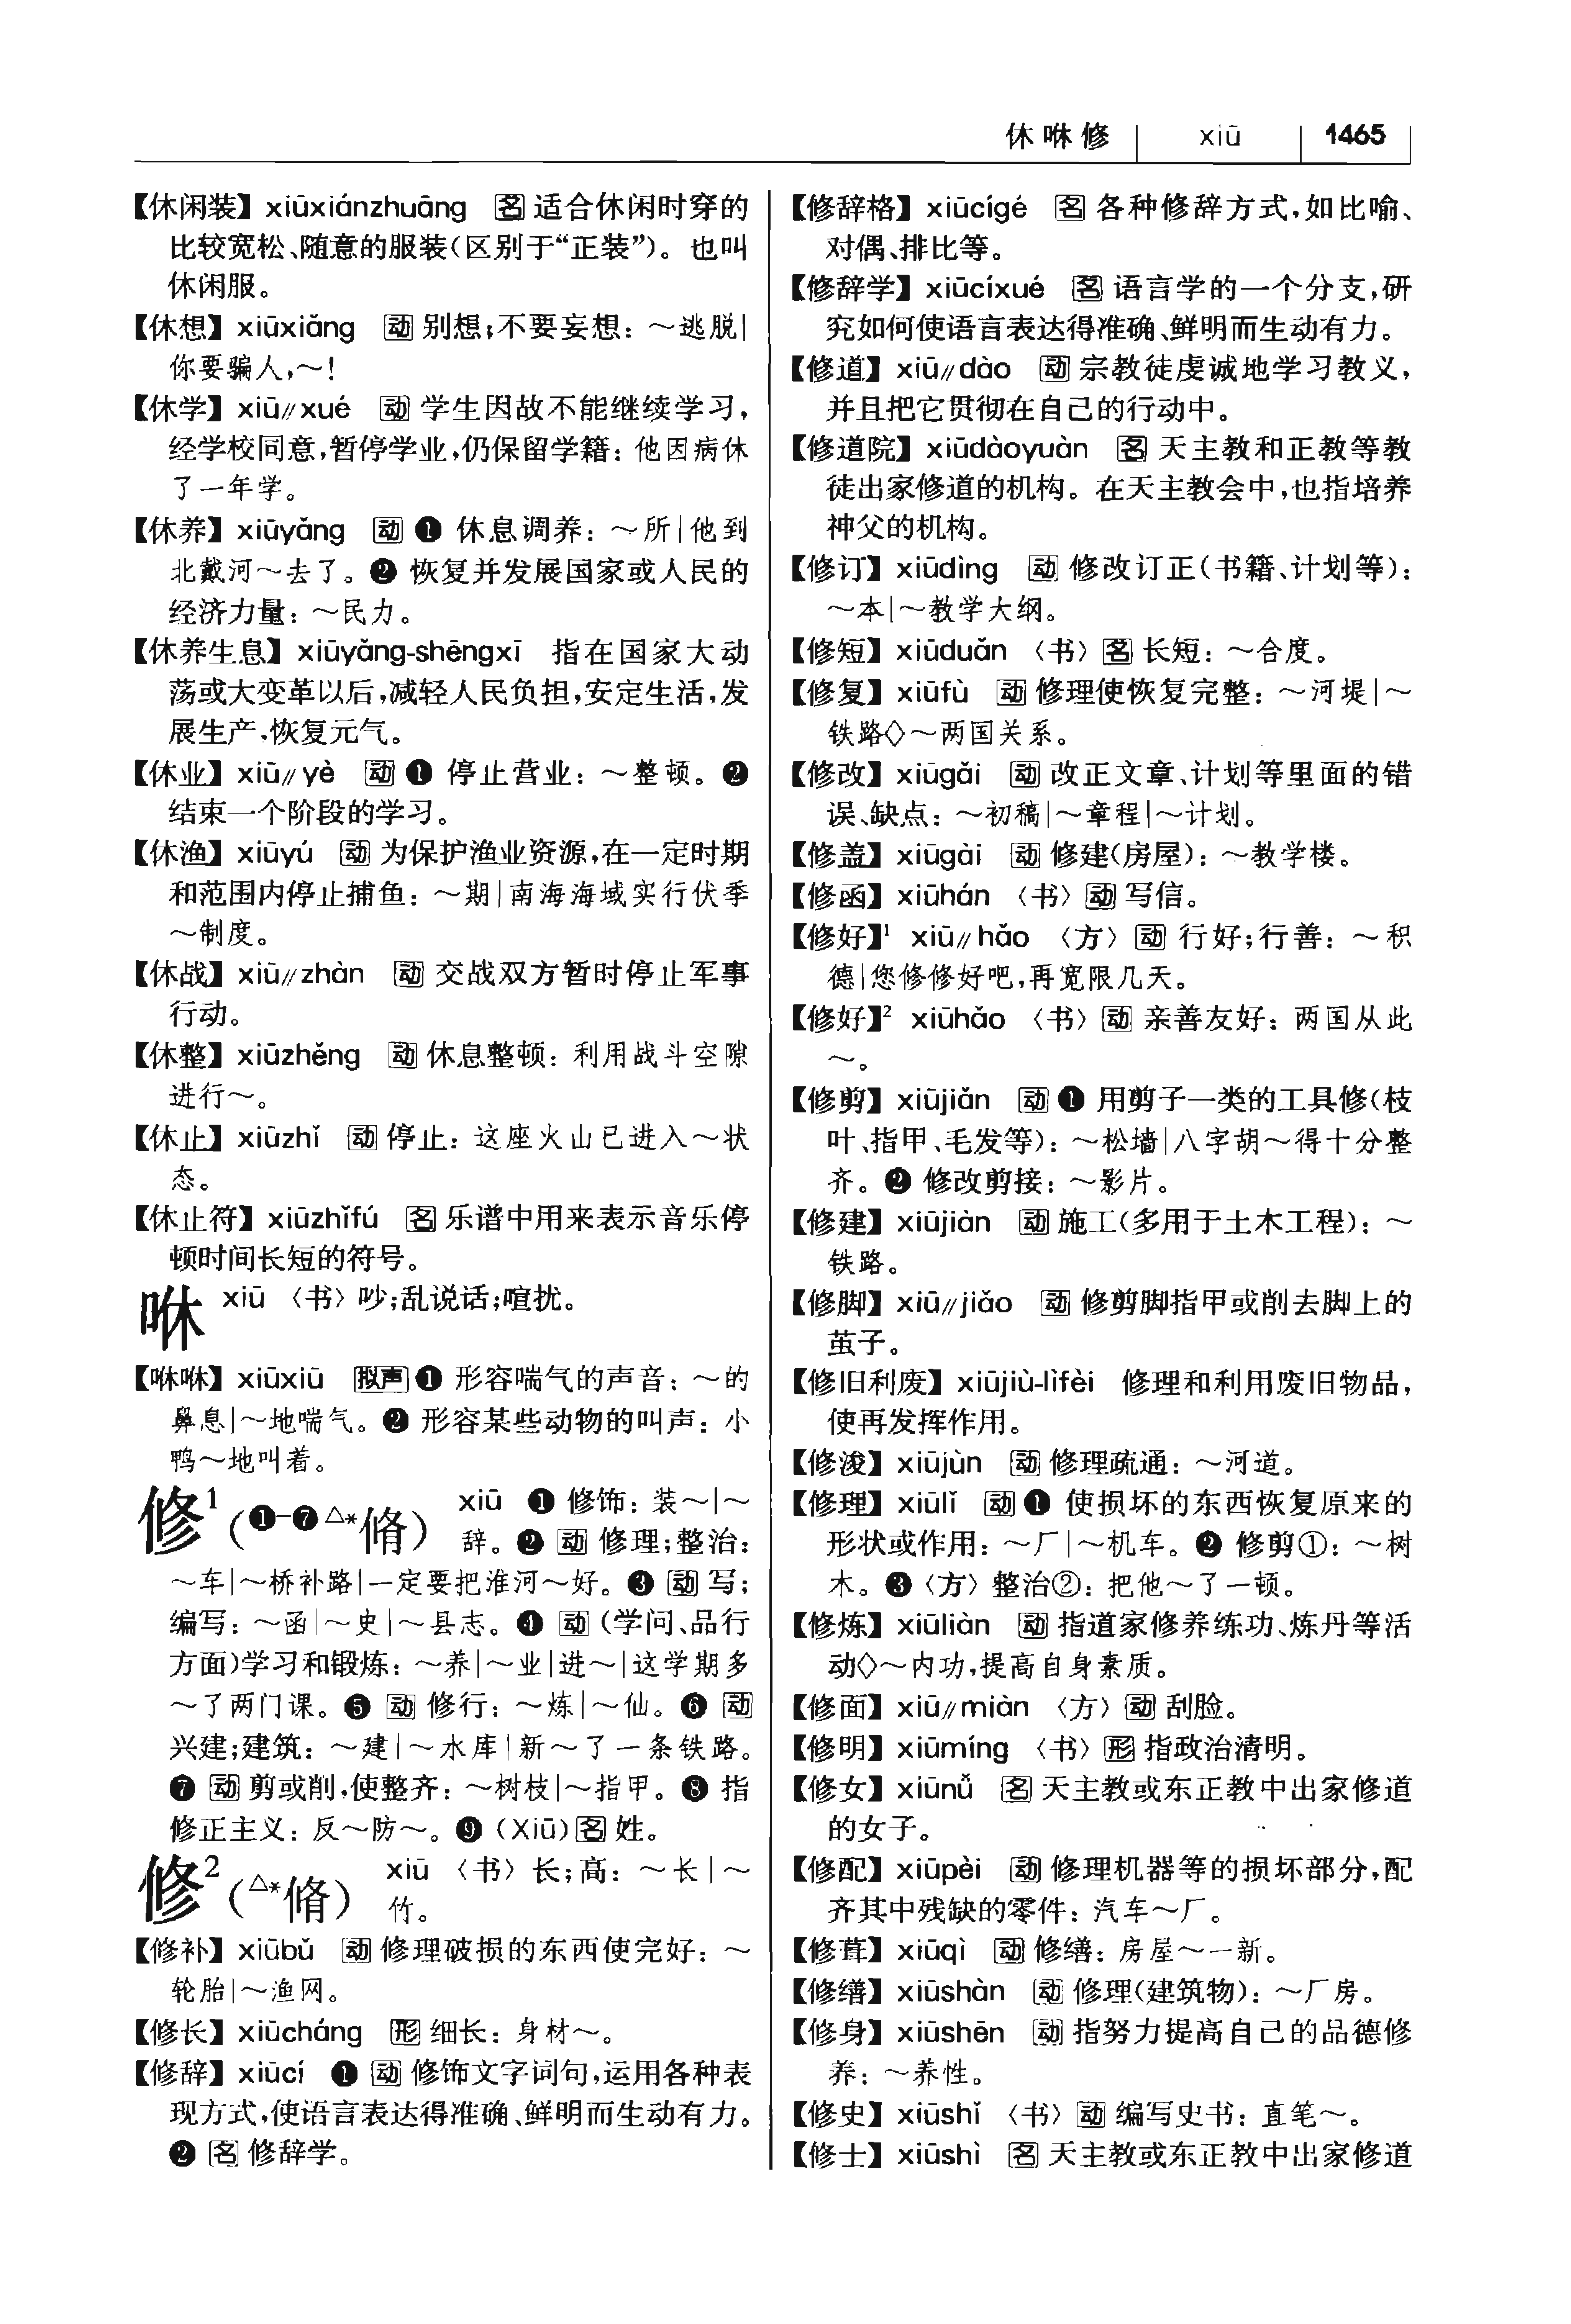 休咻修 xiū 1465
【休闲装】xiūxiánzhuāng 名 适合休闲时穿的
比较宽松、随意的服装(区别于“正装”)。也叫
休闲服。
【休想】xiūxiǎng 动 别想;不要妄想：～逃脱|
你要骗人,～!
【休学】xiū//xué 动 学生因故不能继续学习,
经学校同意,暂停学业,仍保留学籍：他因病休
了一年学。
【休养】xiūyǎng 动 ❶ 休息调养：～所|他到
北戴河～去了。❷ 恢复并发展国家或人民的
经济力量：～民力。
【休养生息】xiūyǎng-shēngxī 指在国家大动
荡或大变革以后,减轻人民负担,安定生活,发
展生产,恢复元气。
【休业】xiū//yè 动 ❶ 停止营业：～整顿。❷
结束一个阶段的学习。
【休渔】xiūyú 动 为保护渔业资源,在一定时期
和范围内停止捕鱼：～期|南海海域实行伏季
～制度。
【休战】xiū//zhàn 动 交战双方暂时停止军事
行动。
【休整】xiūzhěng 动 休息整顿：利用战斗空隙
进行～。
【休止】xiūzhǐ 动 停止：这座火山已进入～状
态。
【休止符】xiūzhǐfú 名 乐谱中用来表示音乐停
顿时间长短的符号。
咻 xiū 〈书〉吵;乱说话;喧扰。
【咻咻】xiūxiū 拟声 ❶ 形容喘气的声音：～的
鼻息|～地喘气。❷ 形容某些动物的叫声：小
鸭～地叫着。
修¹(❶-❼△*脩) xiū ❶ 修饰：装～|～
辞。❷ 动 修理;整治：
～车|～桥补路|一定要把淮河～好。❸ 动 写;
编写：～函|～史|～县志。❹ 动 (学问、品行
方面)学习和锻炼：～养|～业|进～|这学期多
～了两门课。❺ 动 修行：～炼|～仙。❻ 动
兴建;建筑：～建|～水库|新～了一条铁路。
❼ 动 剪或削,使整齐：～树枝|～指甲。❽ 指
修正主义：反～防～。❾ (Xiū) 名 姓。
修²(△*脩) xiū 〈书〉长;高：～长|～
竹。
【修补】xiūbǔ 动 修理破损的东西使完好：～
轮胎|～渔网。
【修长】xiūcháng 形 细长：身材～。
【修辞】xiūcí ❶ 动 修饰文字词句,运用各种表
现方式,使语言表达得准确、鲜明而生动有力。
❷ 名 修辞学。
【修辞格】xiūcígé 名 各种修辞方式,如比喻、
对偶、排比等。
【修辞学】xiūcíxué 名 语言学的一个分支,研
究如何使语言表达得准确、鲜明而生动有力。
【修道】xiū//dào 动 宗教徒虔诚地学习教义,
并且把它贯彻在自己的行动中。
【修道院】xiūdàoyuàn 名 天主教和正教等教
徒出家修道的机构。在天主教会中,也指培养
神父的机构。
【修订】xiūdìng 动 修改订正(书籍、计划等)：
～本|～教学大纲。
【修短】xiūduǎn 〈书〉名 长短：～合度。
【修复】xiūfù 动 修理使恢复完整：～河堤|～
铁路◇～两国关系。
【修改】xiūgǎi 动 改正文章、计划等里面的错
误、缺点：～初稿|～章程|～计划。
【修盖】xiūgài 动 修建(房屋)：～教学楼。
【修函】xiūhán 〈书〉动 写信。
【修好】¹ xiū//hǎo 〈方〉动 行好;行善：～积
德|您修修好吧,再宽限几天。
【修好】² xiūhǎo 〈书〉动 亲善友好：两国从此
～。
【修剪】xiūjiǎn 动 ❶ 用剪子一类的工具修(枝
叶、指甲、毛发等)：～松墙|八字胡～得十分整
齐。❷ 修改剪接：～影片。
【修建】xiūjiàn 动 施工(多用于土木工程)：～
铁路。
【修脚】xiū//jiǎo 动 修剪脚指甲或削去脚上的
茧子。
【修旧利废】xiūjiù-lìfèi 修理和利用废旧物品,
使再发挥作用。
【修浚】xiūjùn 动 修理疏通：～河道。
【修理】xiūlǐ 动 ❶ 使损坏的东西恢复原来的
形状或作用：～厂|～机车。❷ 修剪①：～树
木。❸〈方〉整治②：把他～了一顿。
【修炼】xiūliàn 动 指道家修养练功、炼丹等活
动◇～内功,提高自身素质。
【修面】xiū//miàn 〈方〉动 刮脸。
【修明】xiūmíng 〈书〉形 指政治清明。
【修女】xiūnǚ 名 天主教或东正教中出家修道
的女子。
【修配】xiūpèi 动 修理机器等的损坏部分,配
齐其中残缺的零件：汽车～厂。
【修葺】xiūqì 动 修缮：房屋～一新。
【修缮】xiūshàn 动 修理(建筑物)：～厂房。
【修身】xiūshēn 动 指努力提高自己的品德修
养：～养性。
【修史】xiūshǐ 〈书〉动 编写史书：直笔～。
【修士】xiūshì 名 天主教或东正教中出家修道